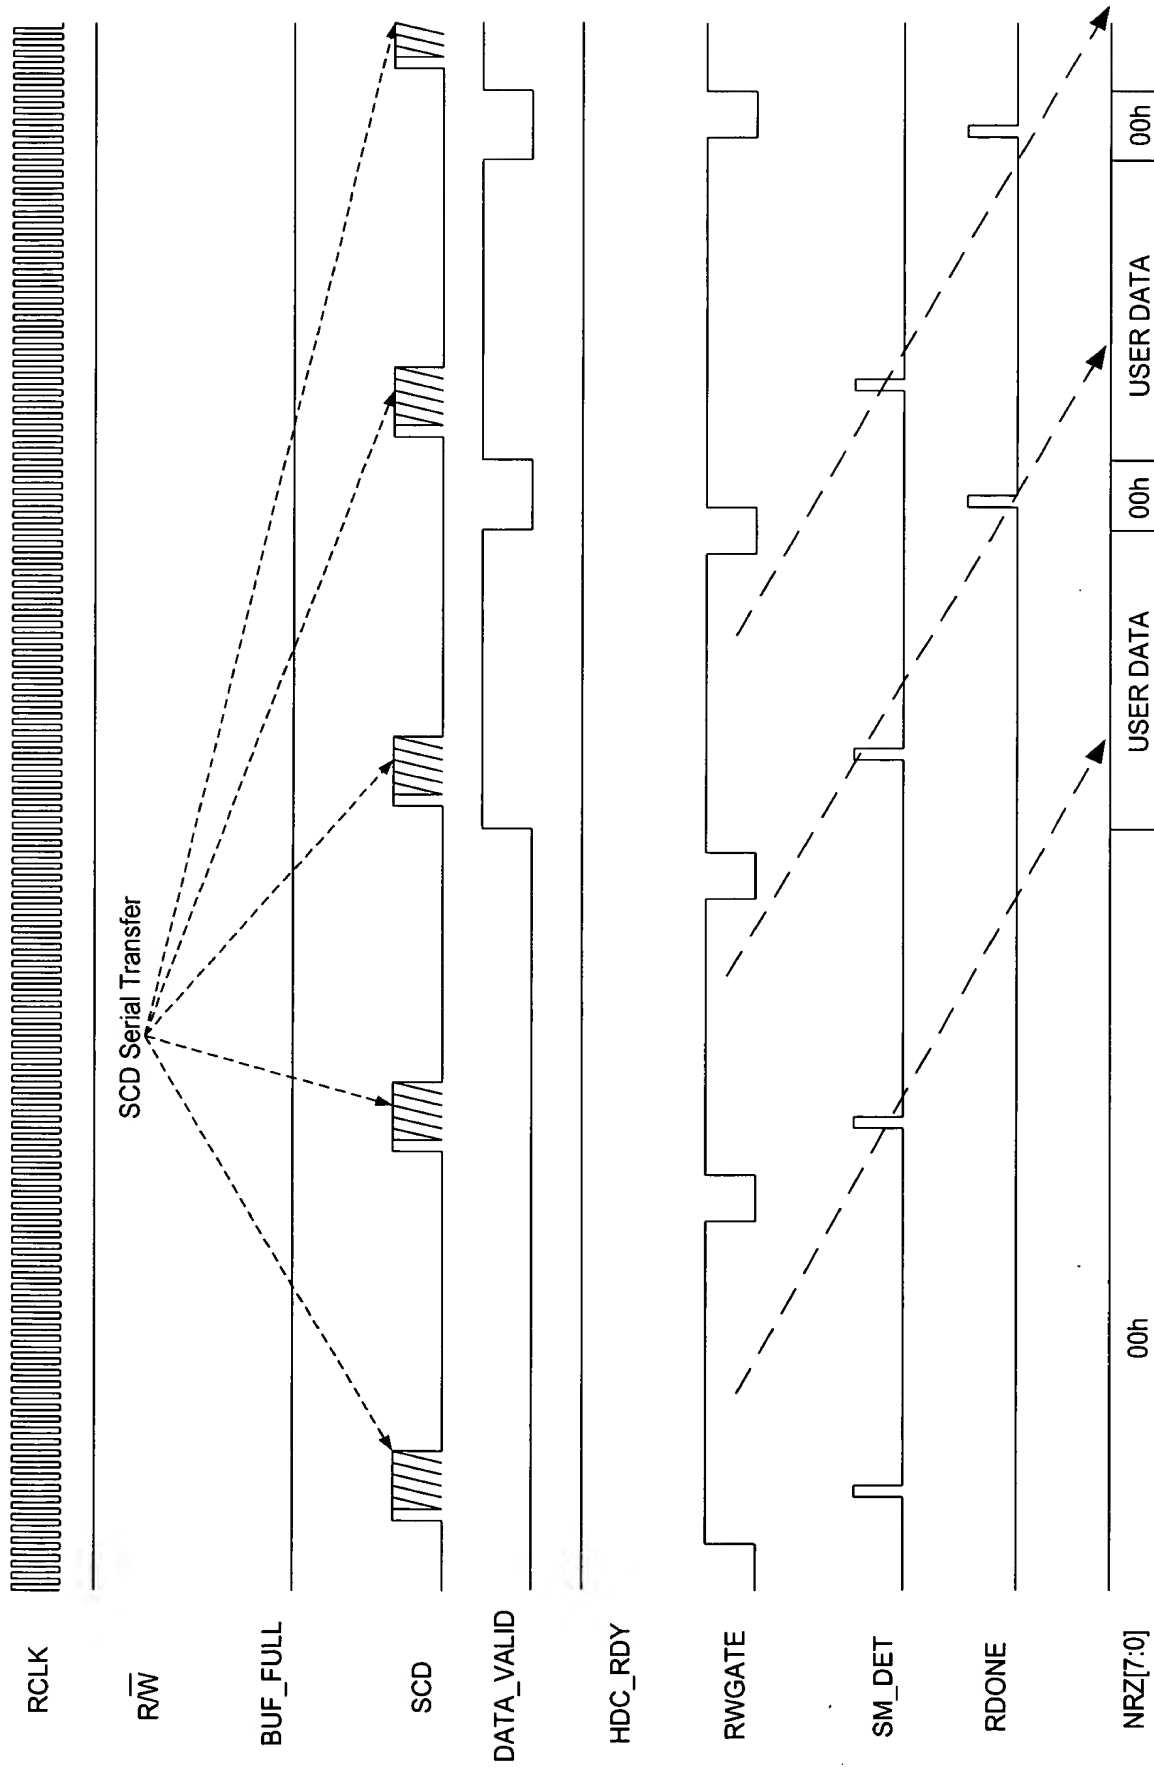 RCLK
R/W
SCD Serial Transfer
BUF_FULL
SCD
DATA_VALID
HDC_RDY
RWGATE
SM_DET
RDONE
NRZ[7:0]
00h
USER DATA
00h
USER DATA
00h